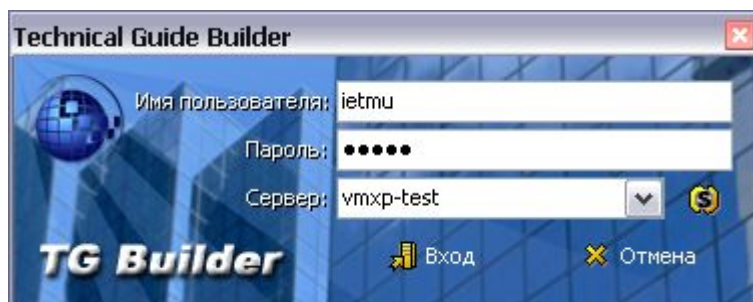 Technical Guide Builder
Имя пользователя: ietmu
Пароль: •••••
Сервер: vmxp-test
TG Builder
Вход
Отмена